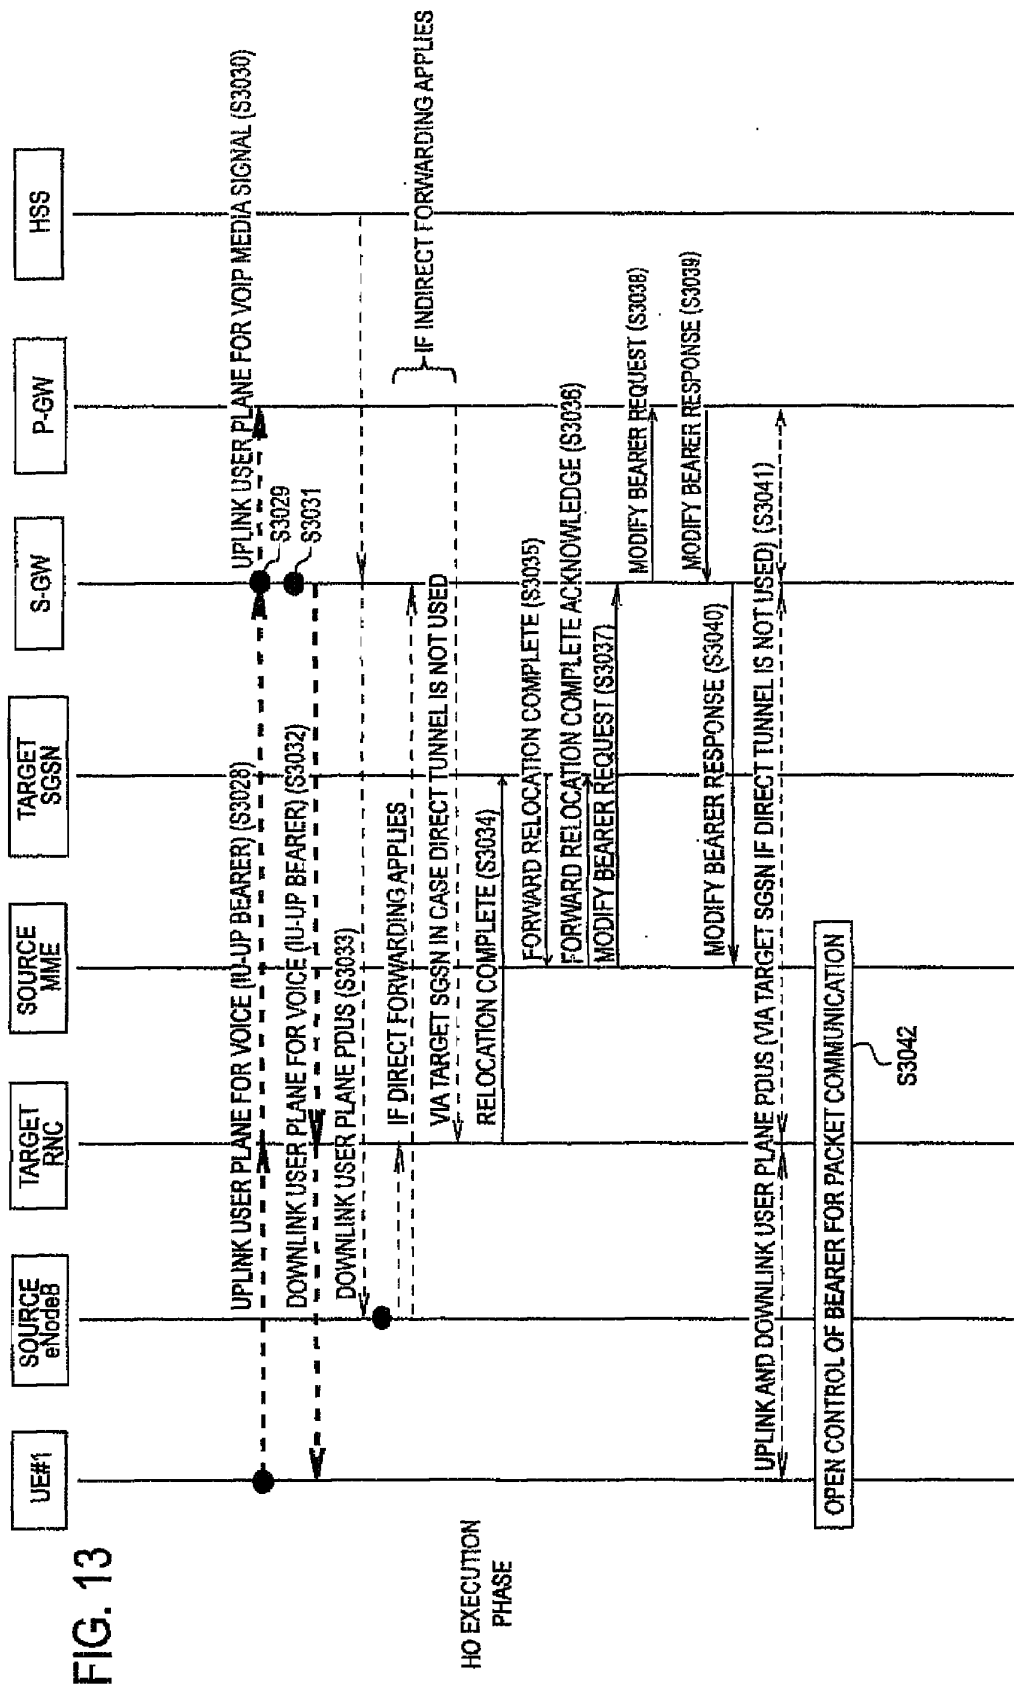 FIG. 13
UE#1
SOURCE
eNodeB
TARGET
RNC
SOURCE
MME
TARGET
SGSN
S-GW
P-GW
HSS
HO EXECUTION
PHASE
UPLINK USER PLANE FOR VOICE (IU-UP BEARER) (S3028)
UPLINK USER PLANE FOR VOIP MEDIA SIGNAL (S3030)
S3029
S3031
DOWNLINK USER PLANE FOR VOICE (IU-UP BEARER) (S3032)
DOWNLINK USER PLANE PDUS (S3033)
IF DIRECT FORWARDING APPLIES
IF INDIRECT FORWARDING APPLIES
VIA TARGET SGSN IN CASE DIRECT TUNNEL IS NOT USED
RELOCATION COMPLETE (S3034)
FORWARD RELOCATION COMPLETE (S3035)
FORWARD RELOCATION COMPLETE ACKNOWLEDGE (S3036)
MODIFY BEARER REQUEST (S3037)
MODIFY BEARER REQUEST (S3038)
MODIFY BEARER RESPONSE (S3039)
MODIFY BEARER RESPONSE (S3040)
UPLINK AND DOWNLINK USER PLANE PDUS (VIA TARGET SGSN IF DIRECT TUNNEL IS NOT USED) (S3041)
OPEN CONTROL OF BEARER FOR PACKET COMMUNICATION
S3042